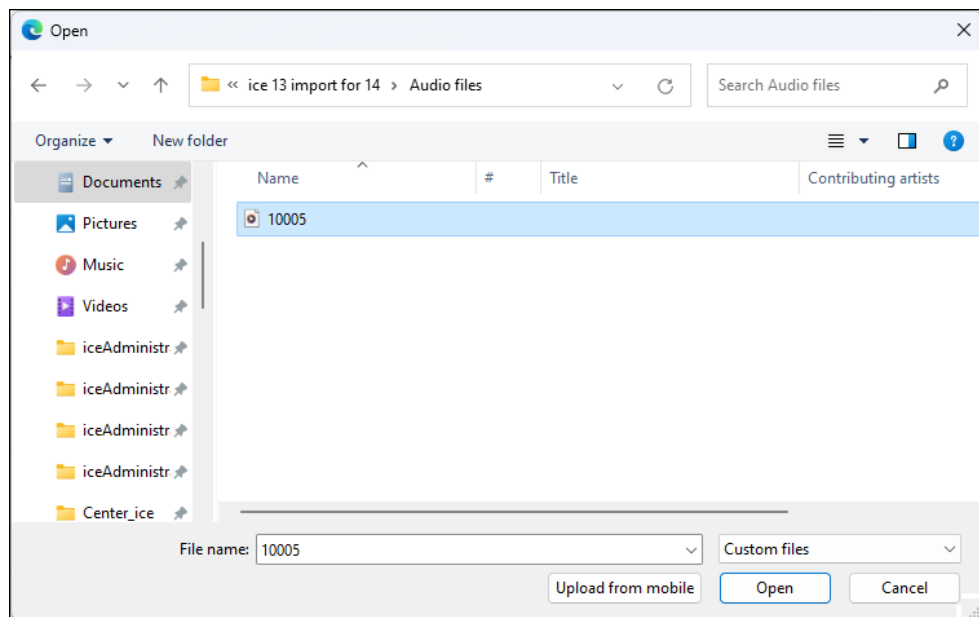 Open
« ice 13 import for 14 › Audio files
Search Audio files
Organize
New folder
Name # Title Contributing artists
Documents
Pictures
Music
Videos
iceAdministr
iceAdministr
iceAdministr
iceAdministr
Center_ice
10005
File name: 10005
Custom files
Upload from mobile
Open
Cancel